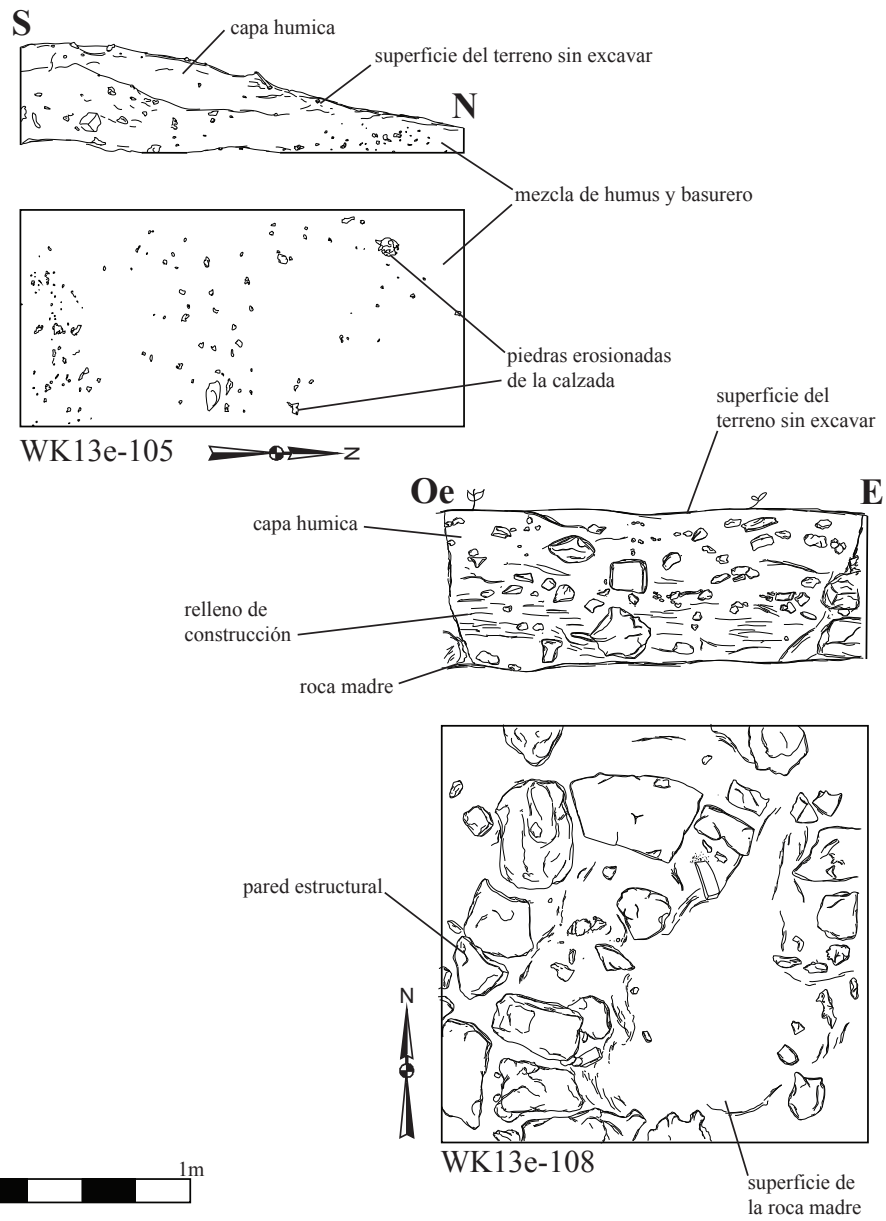 S
capa humica
superficie del terreno sin excavar
N
mezcla de humus y basurero
piedras erosionadas
de la calzada
WK13e-105
N
superficie del
terreno sin excavar
Oe
E
capa humica
relleno de
construcción
roca madre
pared estructural
N
WK13e-108
1m
superficie de
la roca madre